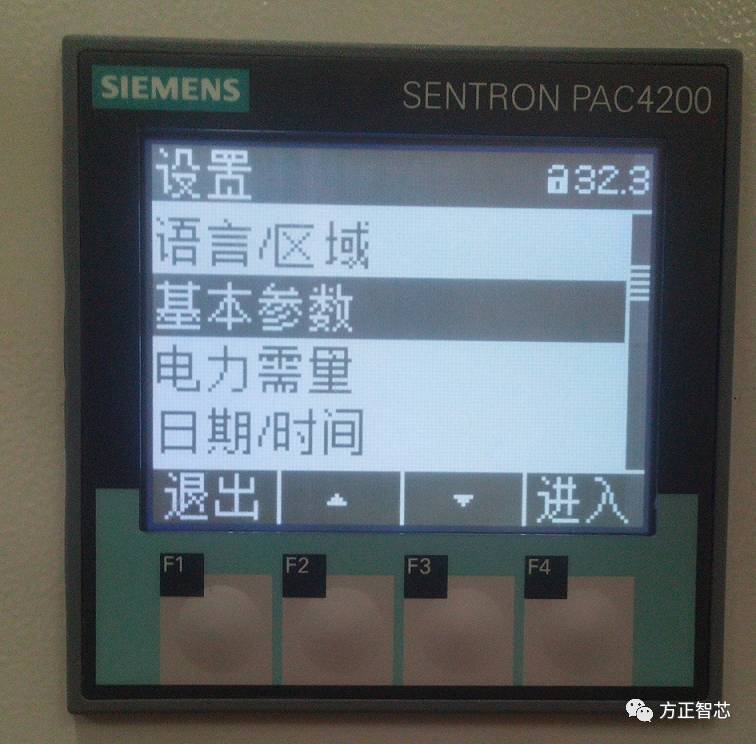 SIEMENS
SENTRON PAC4200
设置 32.3
语言/区域
基本参数
电力需量
日期/时间
退出 进入
F1 F2 F3 F4
方正智芯